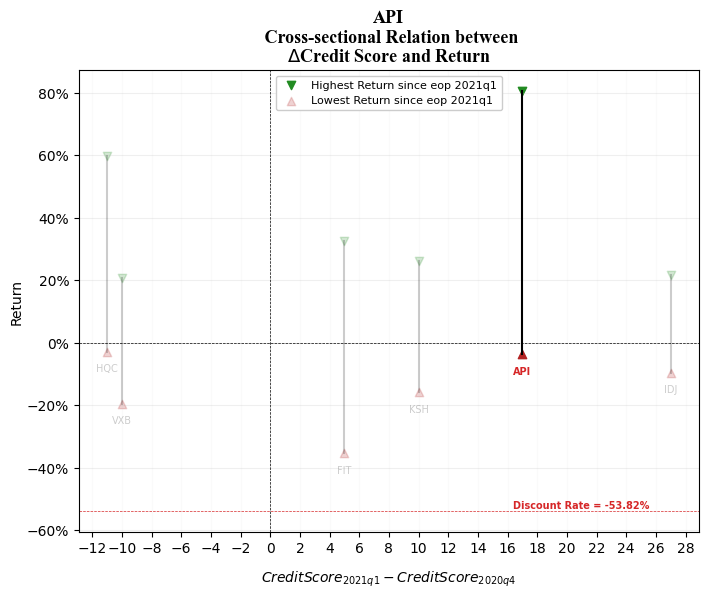 API
Cross-sectional Relation between
ΔCredit Score and Return
Highest Return since eop 2021q1
Lowest Return since eop 2021q1
80%
60%
40%
20%
0%
−20%
−40%
−60%
Return
HQC
VXB
FIT
KSH
API
IDJ
Discount Rate = -53.82%
−12 −10 −8 −6 −4 −2 0 2 4 6 8 10 12 14 16 18 20 22 24 26 28
CreditScore2021q1 − CreditScore2020q4